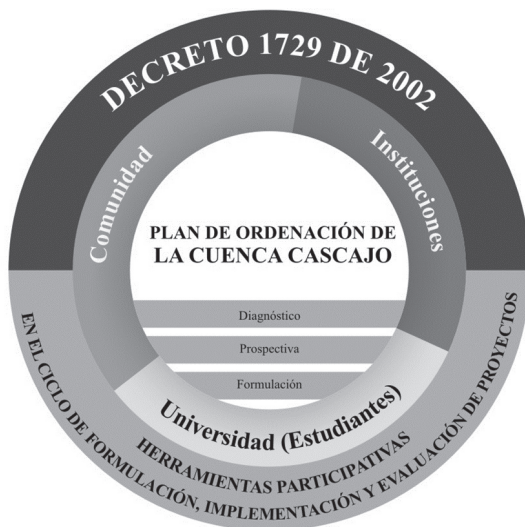 DECRETO 1729 DE 2002
Comunidad
Instituciones
PLAN DE ORDENACIÓN DE
LA CUENCA CASCAJO
Diagnóstico
Prospectiva
Formulación
Universidad (Estudiantes)
HERRAMIENTAS PARTICIPATIVAS
EN EL CICLO DE FORMULACIÓN, IMPLEMENTACIÓN Y EVALUACIÓN DE PROYECTOS